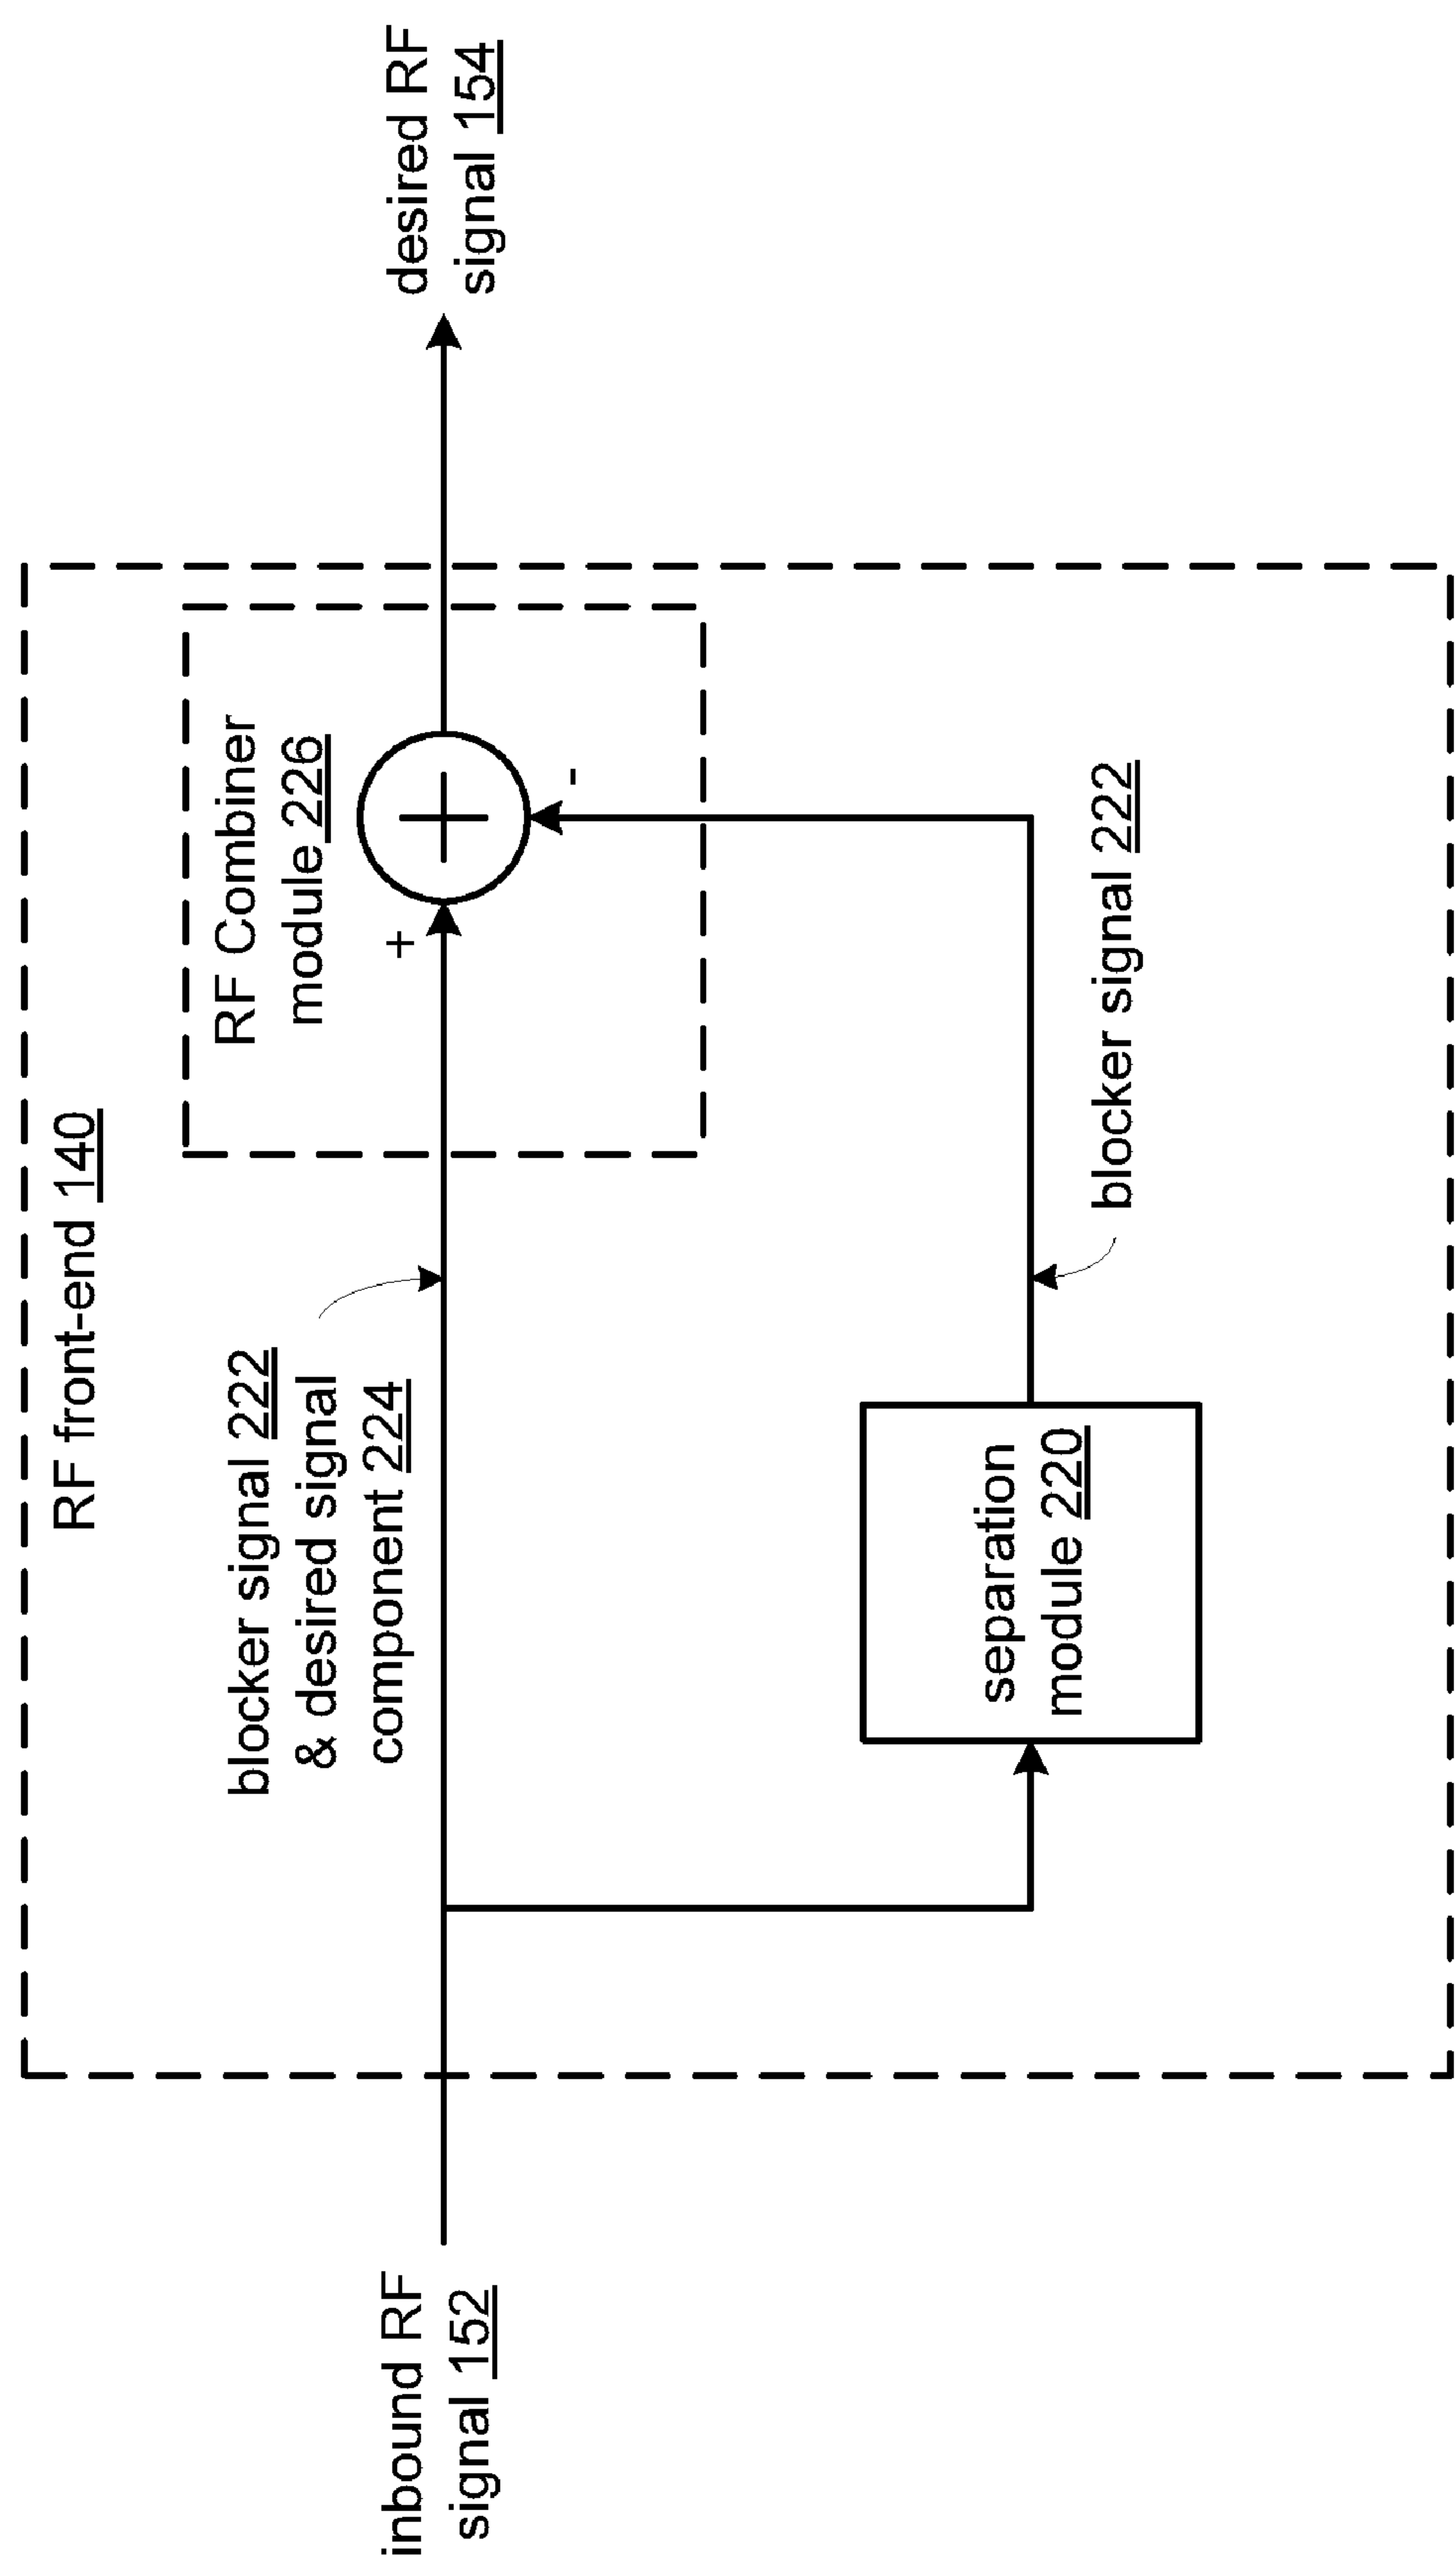 RF front-end 140
RF Combiner
module 226
blocker signal 222
& desired signal
component 224
+
-
inbound RF
signal 152
desired RF
signal 154
separation
module 220
blocker signal 222